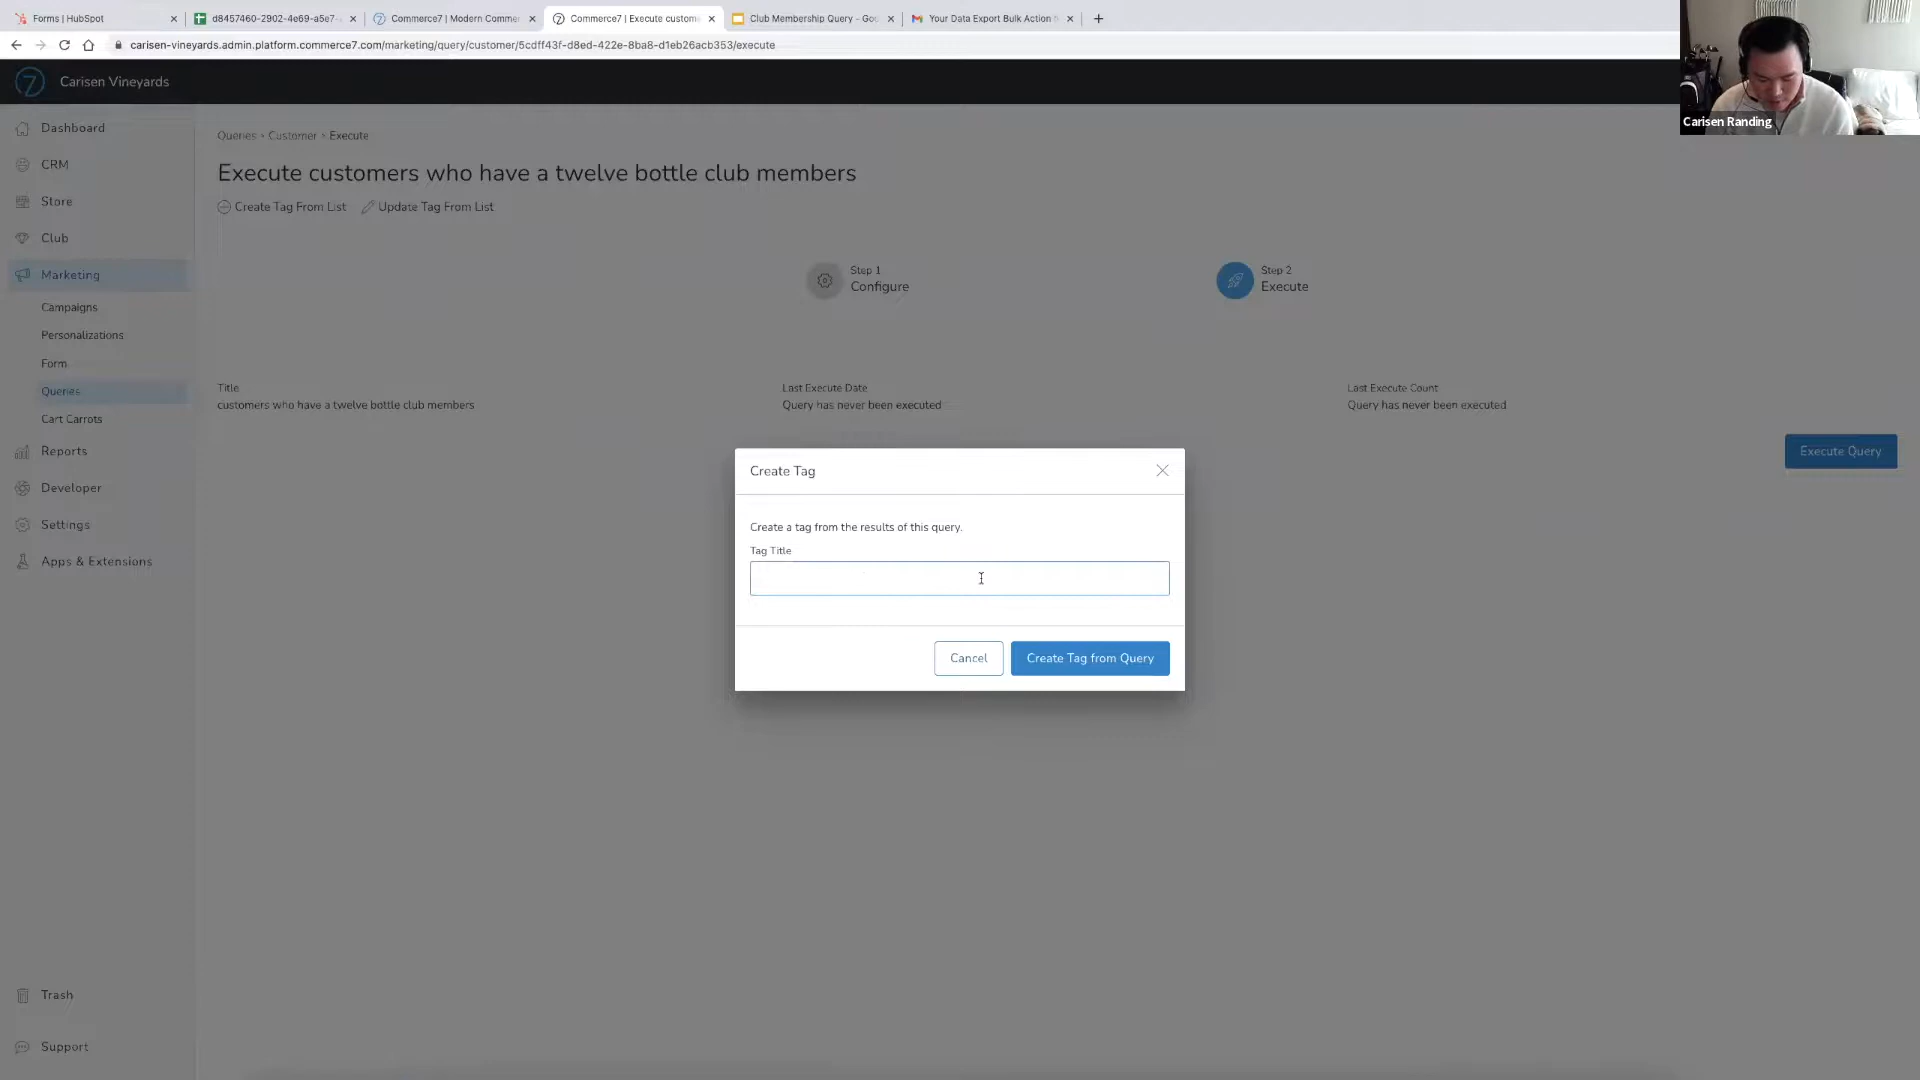 Forms | HubSpot
d8457460-2902-4e69-a5e7-
Commerce7 | Modern Commer
Commerce7 | Execute custom
Club Membership Query - Goo
Your Data Export Bulk Action
carisen-vineyards.admin.platform.commerce7.com/marketing/query/customer/5cdff43f-d8ed-422e-8ba8-d1eb26acb353/execute
7 Carisen Vineyards
Carisen Randing
Dashboard
CRM
Store
Club
Marketing
Campaigns
Personalizations
Form
Queries
Cart Carrots
Reports
Developer
Settings
Apps & Extensions
Trash
Support
Queries > Customer > Execute
Execute customers who have a twelve bottle club members
Create Tag From List Update Tag From List
Step 1
Configure
Step 2
Execute
Title
customers who have a twelve bottle club members
Last Execute Date
Query has never been executed
Last Execute Count
Query has never been executed
Execute Query
Create Tag
Create a tag from the results of this query.
Tag Title
Cancel
Create Tag from Query